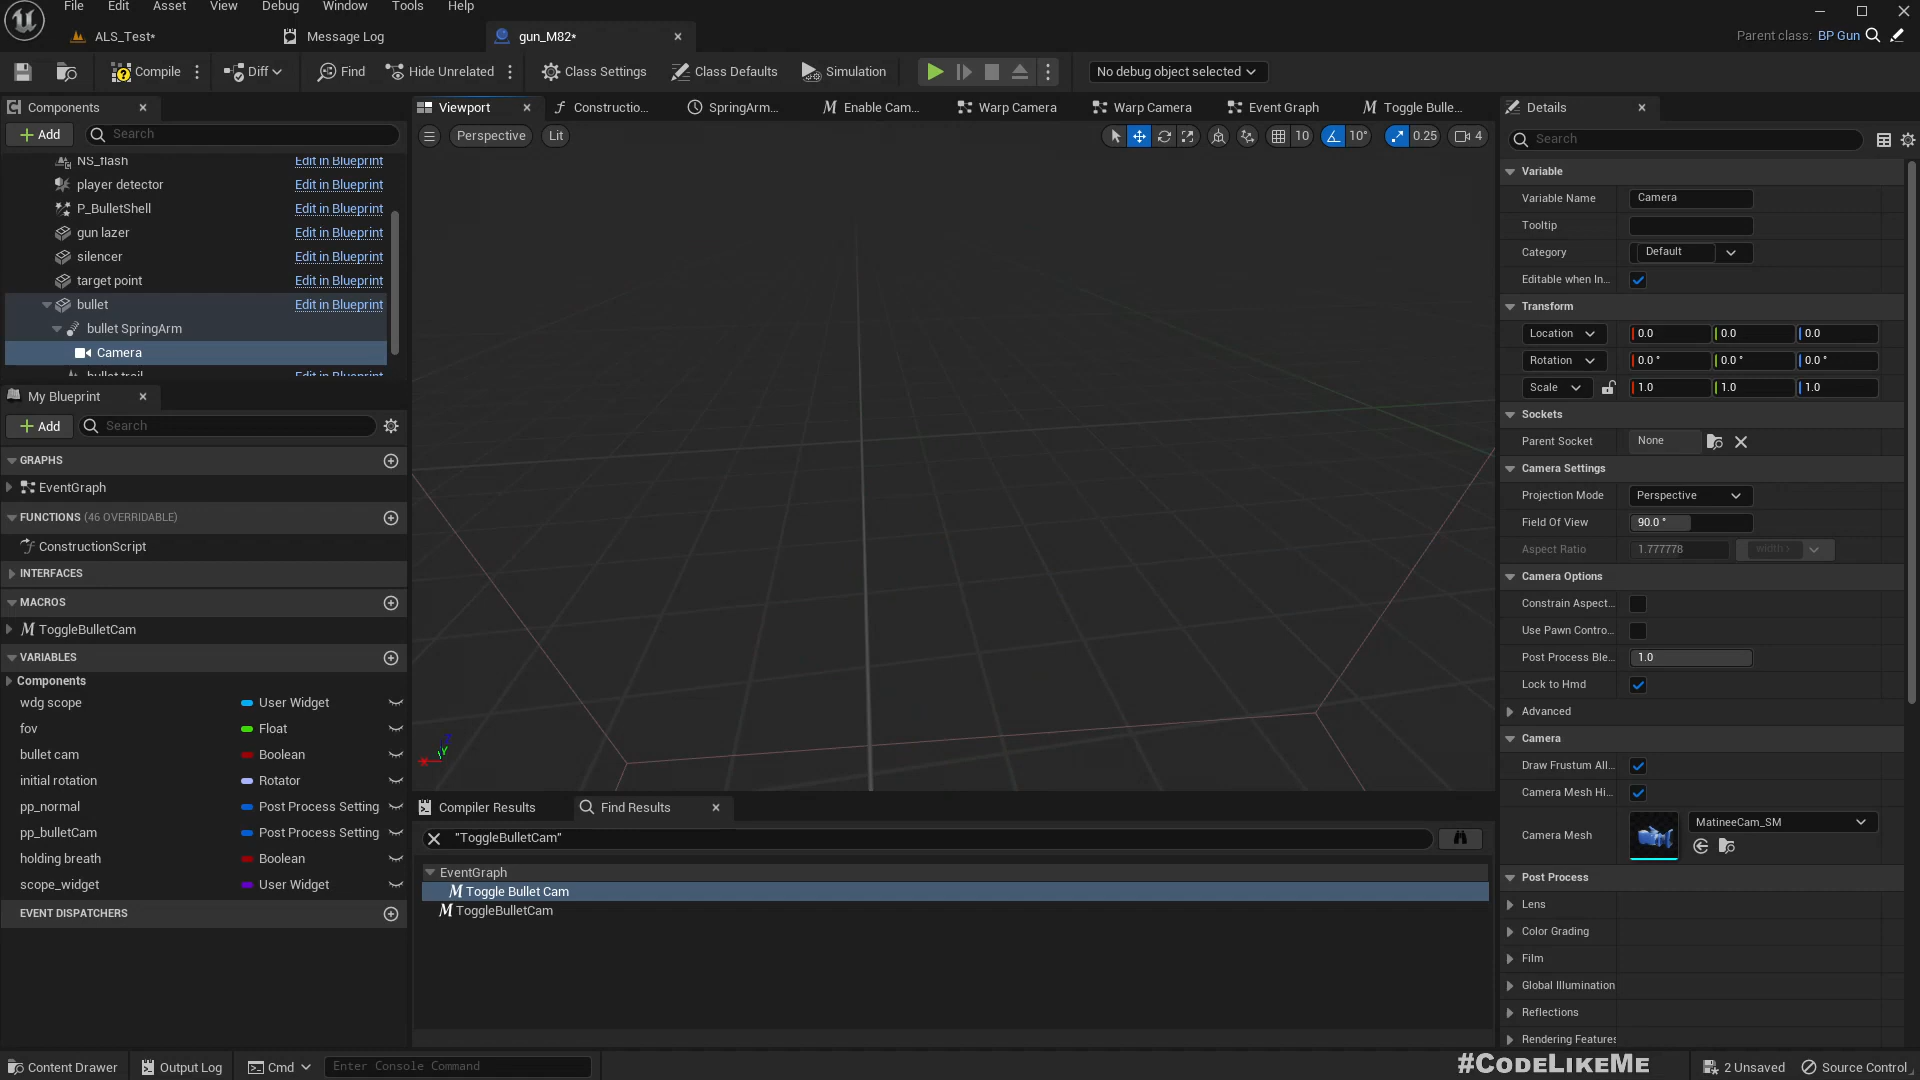 File Edit Asset View Debug Window Tools Help
ALS_Test*
Message Log
gun_M82*
Parent class: BP Gun
Compile
Diff
Find
Hide Unrelated
Class Settings
Class Defaults
Simulation
No debug object selected
Components
Viewport
Constructio...
SpringArm...
Enable Cam...
Warp Camera
Warp Camera
Event Graph
Toggle Bulle...
Details
Add
Search
Perspective
Lit
10
10°
0.25
4
Search
NS_flash Edit in Blueprint
player detector Edit in Blueprint
P_BulletShell Edit in Blueprint
gun lazer Edit in Blueprint
silencer Edit in Blueprint
target point Edit in Blueprint
bullet Edit in Blueprint
bullet SpringArm
Camera
bullet trail Edit in Blueprint
My Blueprint
Add
Search
GRAPHS
EventGraph
FUNCTIONS (46 OVERRIDABLE)
ConstructionScript
INTERFACES
MACROS
ToggleBulletCam
VARIABLES
Components
wdg scope User Widget
fov Float
bullet cam Boolean
initial rotation Rotator
pp_normal Post Process Setting
pp_bulletCam Post Process Setting
holding breath Boolean
scope_widget User Widget
EVENT DISPATCHERS
Compiler Results
Find Results
"ToggleBulletCam"
EventGraph
Toggle Bullet Cam
ToggleBulletCam
Variable
Variable Name Camera
Tooltip
Category Default
Editable when In...
Transform
Location 0.0 0.0 0.0
Rotation 0.0 ° 0.0 ° 0.0 °
Scale 1.0 1.0 1.0
Sockets
Parent Socket None
Camera Settings
Projection Mode Perspective
Field Of View 90.0 °
Aspect Ratio 1.777778
Camera Options
Constrain Aspect...
Use Pawn Contro...
Post Process Ble... 1.0
Lock to Hmd
Advanced
Camera
Draw Frustum All...
Camera Mesh Hi...
Camera Mesh MatineeCam_SM
Post Process
Lens
Color Grading
Film
Global Illumination
Reflections
Rendering Features
Content Drawer
Output Log
Cmd
Enter Console Command
#CODELIKEME
2 Unsaved
Source Control